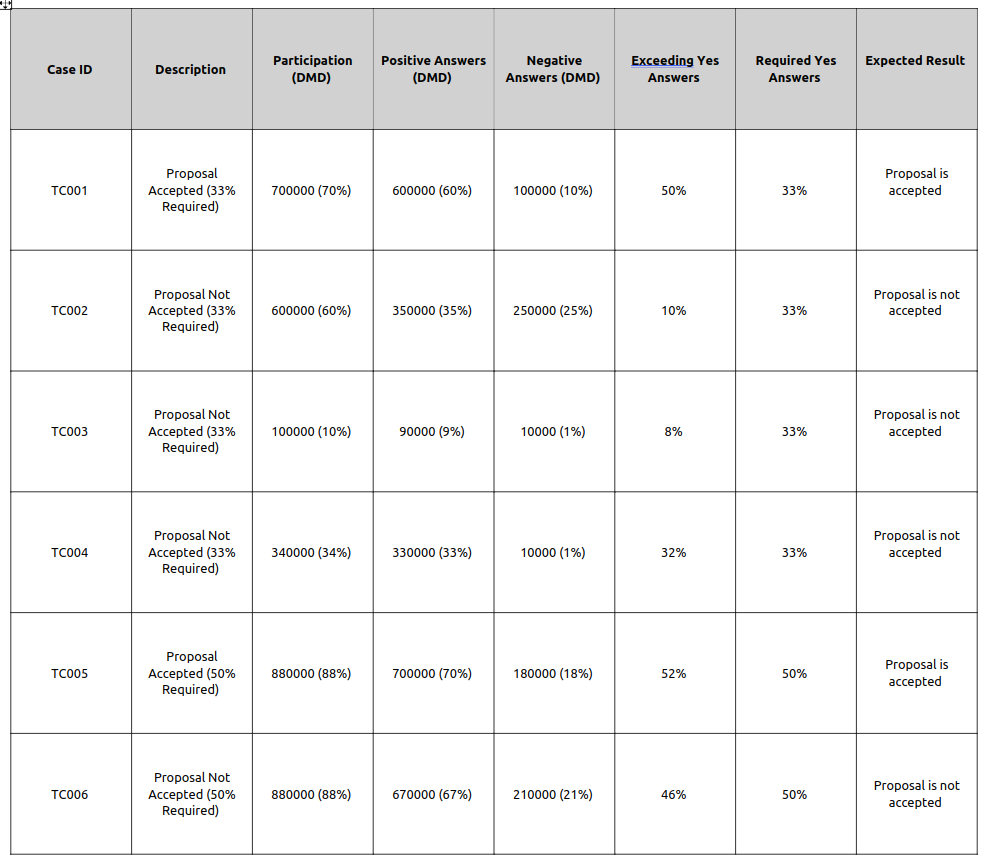 Case ID
Description
Participation
(DMD)
Positive Answers
(DMD)
Negative
Answers (DMD)
Exceeding Yes
Answers
Required Yes
Answers
Expected Result
TC001
Proposal
Accepted (33%
Required)
700000 (70%)
600000 (60%)
100000 (10%)
50%
33%
Proposal is
accepted
TC002
Proposal Not
Accepted (33%
Required)
600000 (60%)
350000 (35%)
250000 (25%)
10%
33%
Proposal is not
accepted
TC003
Proposal Not
Accepted (33%
Required)
100000 (10%)
90000 (9%)
10000 (1%)
8%
33%
Proposal is not
accepted
TC004
Proposal Not
Accepted (33%
Required)
340000 (34%)
330000 (33%)
10000 (1%)
32%
33%
Proposal is not
accepted
TC005
Proposal
Accepted (50%
Required)
880000 (88%)
700000 (70%)
180000 (18%)
52%
50%
Proposal is
accepted
TC006
Proposal Not
Accepted (50%
Required)
880000 (88%)
670000 (67%)
210000 (21%)
46%
50%
Proposal is not
accepted